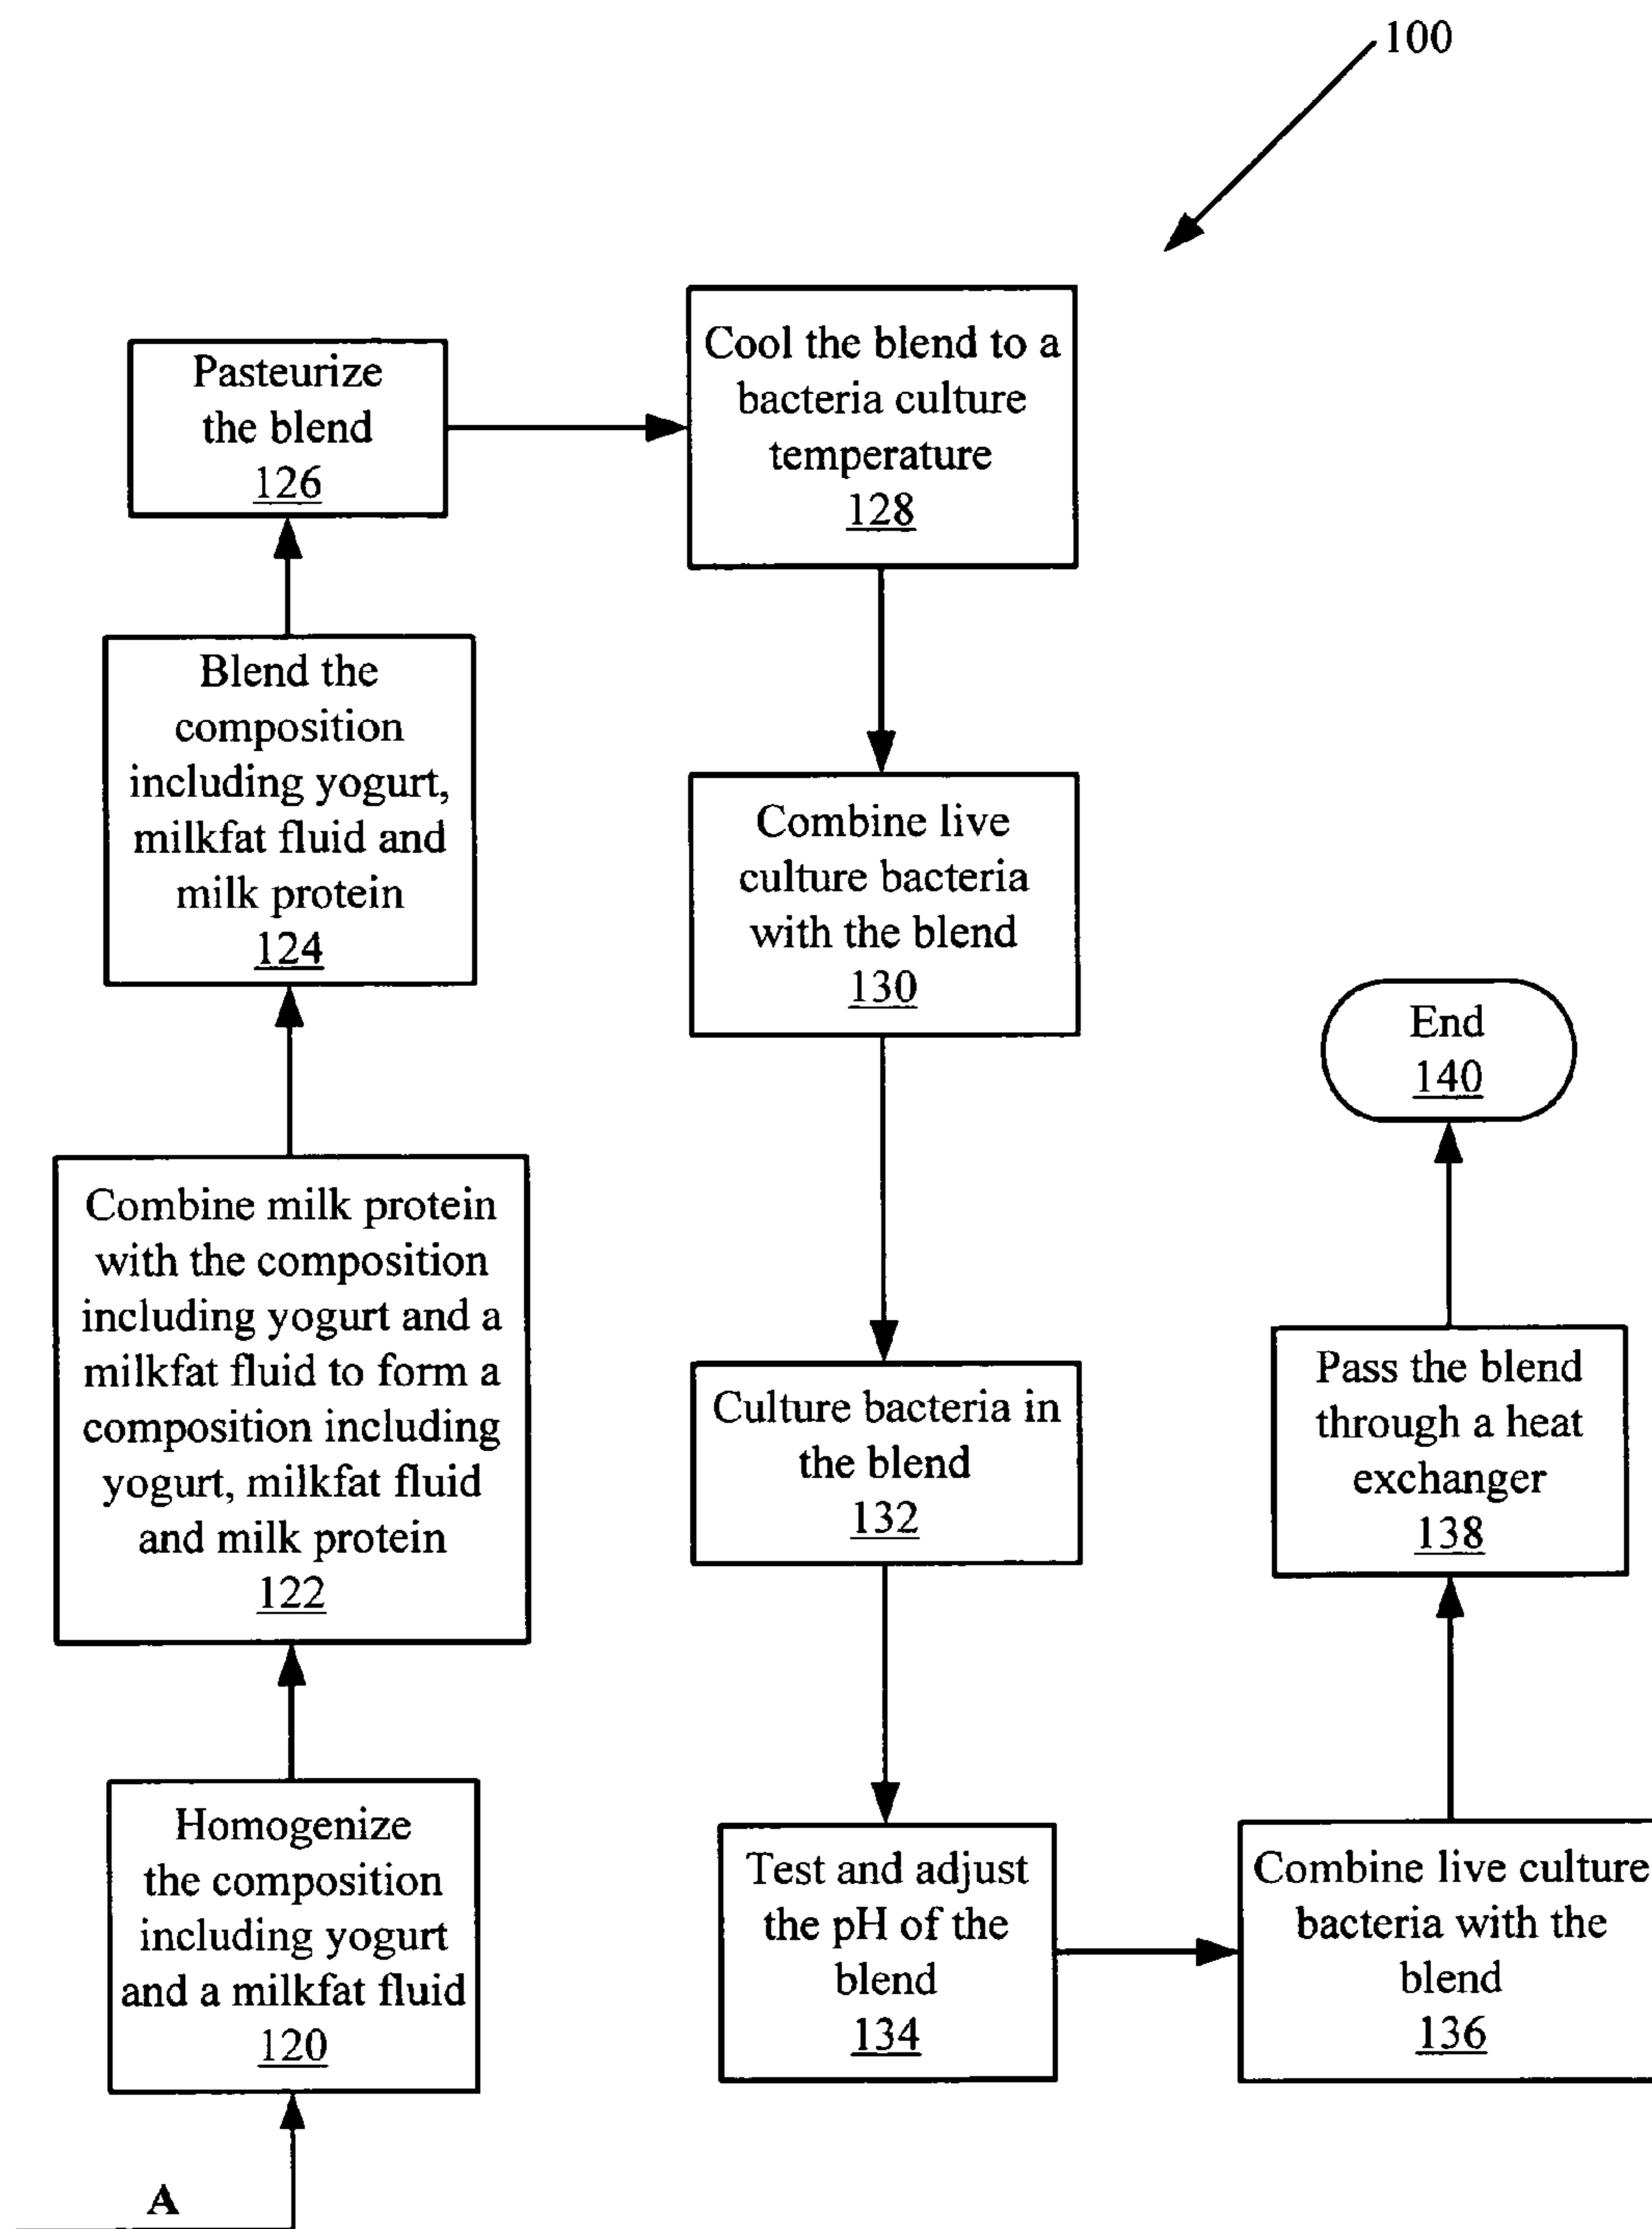 100
Pasteurize
the blend
126
Cool the blend to a
bacteria culture
temperature
128
Blend the
composition
including yogurt,
milkfat fluid and
milk protein
124
Combine live
culture bacteria
with the blend
130
End
140
Combine milk protein
with the composition
including yogurt and a
milkfat fluid to form a
composition including
yogurt, milkfat fluid
and milk protein
122
Culture bacteria in
the blend
132
Pass the blend
through a heat
exchanger
138
Homogenize
the composition
including yogurt
and a milkfat fluid
120
Test and adjust
the pH of the
blend
134
Combine live culture
bacteria with the
blend
136
A